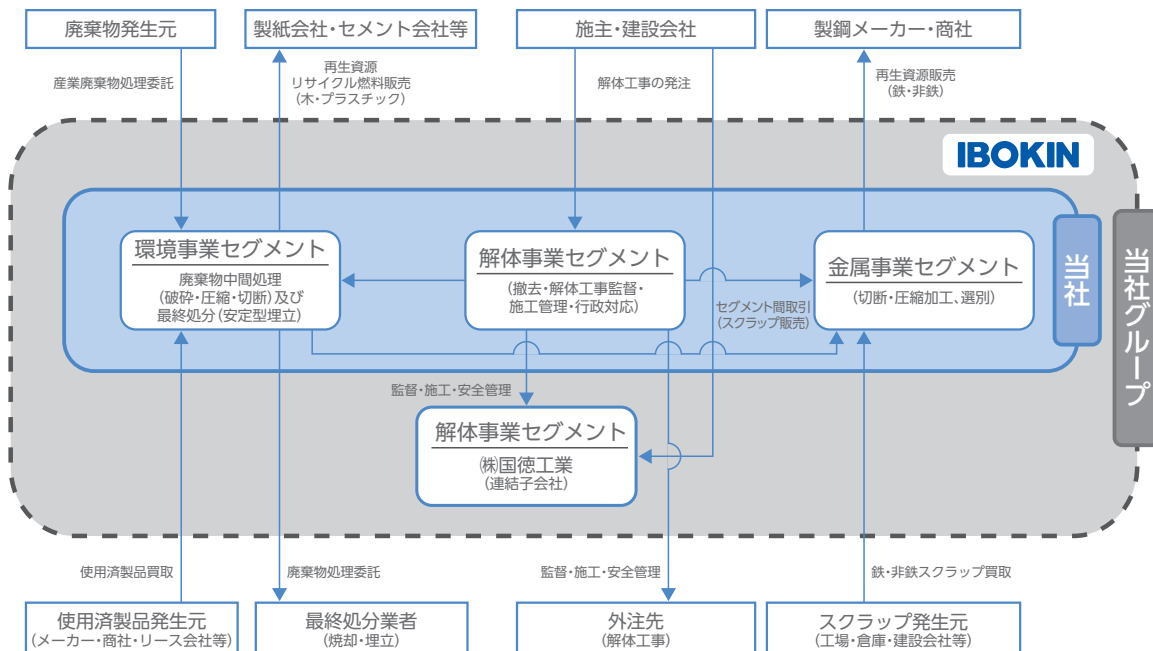 廃棄物発生元
製紙会社・セメント会社等
施主・建設会社
製鋼メーカー・商社
産業廃棄物処理委託
再生資源
リサイクル燃料販売
(木・プラスチック)
解体工事の発注
再生資源販売
(鉄・非鉄)
IBOKIN
環境事業セグメント
廃棄物中間処理
(破砕・圧縮・切断)及び
最終処分(安定型埋立)
解体事業セグメント
(撤去・解体工事監督・
施工管理・行政対応)
セグメント間取引
(スクラップ販売)
金属事業セグメント
(切断・圧縮加工、選別)
当社
当社グループ
監督・施工・安全管理
解体事業セグメント
㈱国徳工業
(連結子会社)
使用済製品買取
廃棄物処理委託
監督・施工・安全管理
鉄・非鉄スクラップ買取
使用済製品発生元
(メーカー・商社・リース会社等)
最終処分業者
(焼却・埋立)
外注先
(解体工事)
スクラップ発生元
(工場・倉庫・建設会社等)